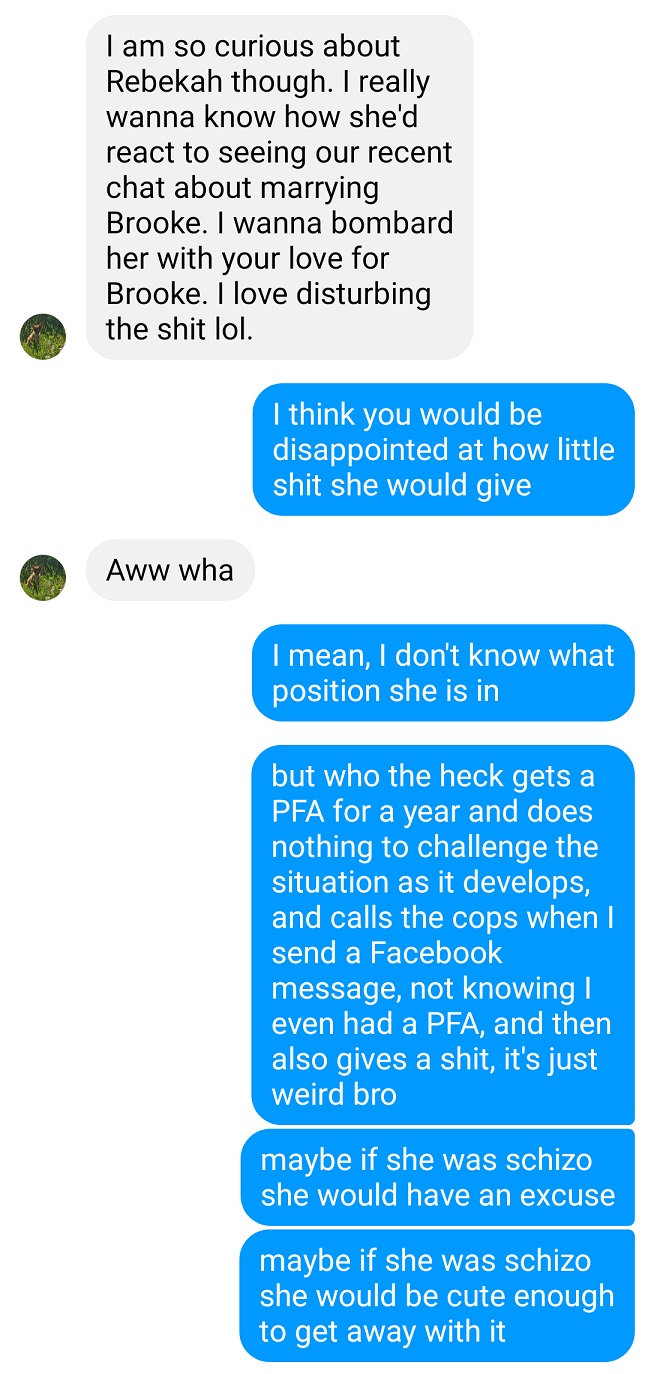 I am so curious about
Rebekah though. I really
wanna know how she'd
react to seeing our recent
chat about marrying
Brooke. I wanna bombard
her with your love for
Brooke. I love disturbing
the shit lol.
I think you would be
disappointed at how little
shit she would give
Aww wha
I mean, I don't know what
position she is in
but who the heck gets a
PFA for a year and does
nothing to challenge the
situation as it develops,
and calls the cops when I
send a Facebook
message, not knowing I
even had a PFA, and then
also gives a shit, it's just
weird bro
maybe if she was schizo
she would have an excuse
maybe if she was schizo
she would be cute enough
to get away with it